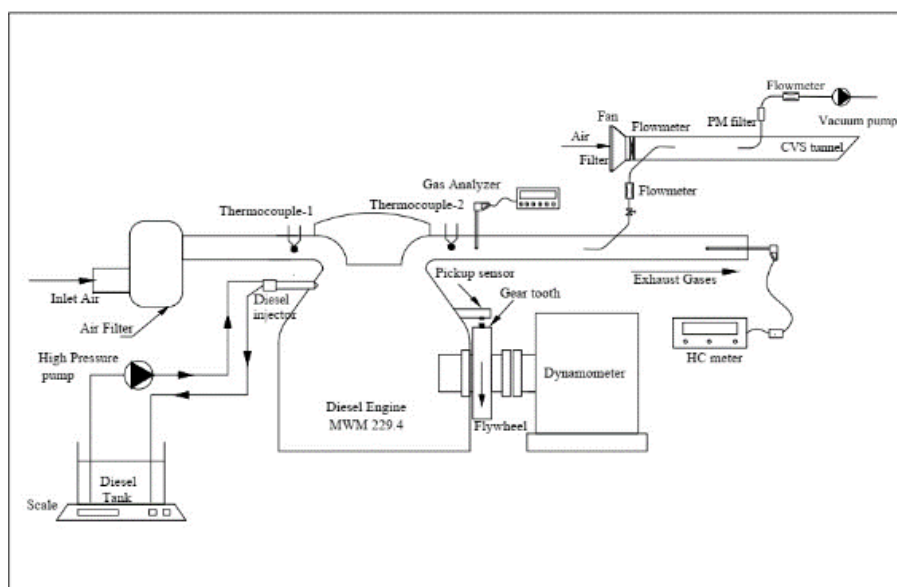 Flowmeter
Fan
Flowmeter
PM filter
Vacuum pump
Air
Filter
CVS tunnel
Gas Analyzer
Flowmeter
Thermocouple-1
Thermocouple-2
Pickup sensor
Exhaust Gases
Inlet Air
Diesel
injector
Gear tooth
Air Filter
High Pressure
pump
HC meter
Dynamometer
Diesel Engine
MWM 229.4
Flywheel
Diesel
Tank
Scale